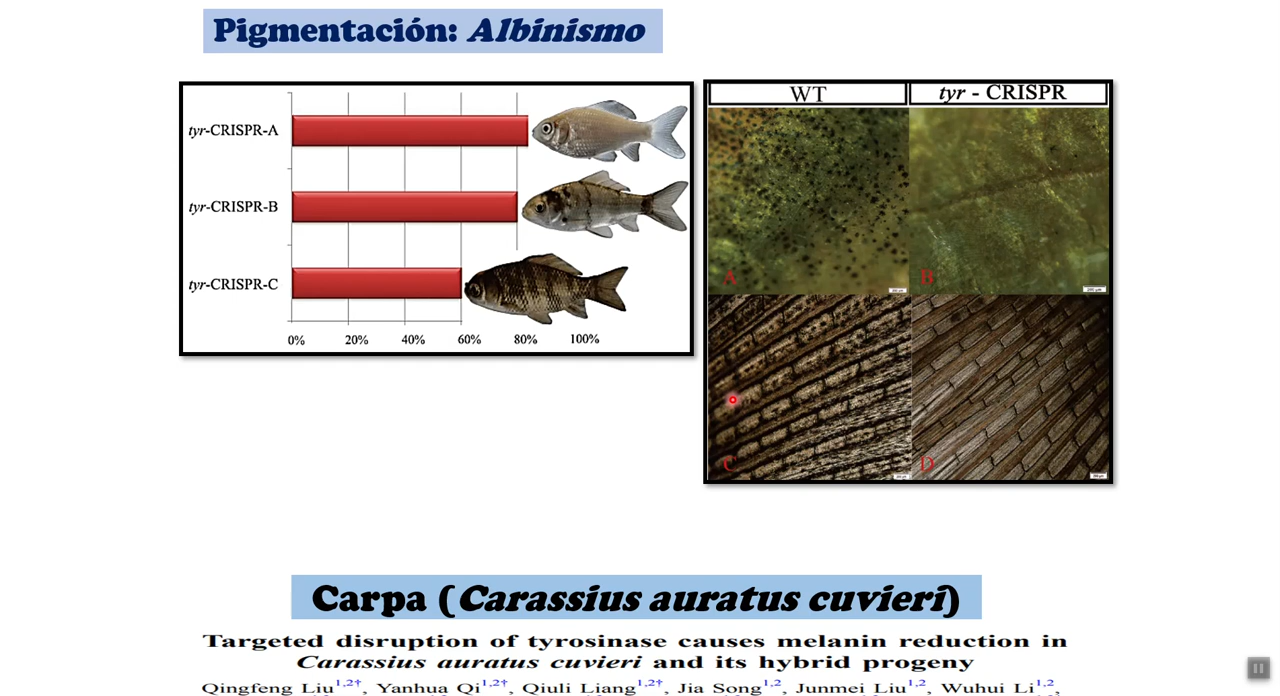 Pigmentación: Albinismo
tyr-CRISPR-A
tyr-CRISPR-B
tyr-CRISPR-C
0% 20% 40% 60% 80% 100%
WT
tyr - CRISPR
A
B
C
D
Carpa (Carassius auratus cuvieri)
Targeted disruption of tyrosinase causes melanin reduction in
Carassius auratus cuvieri and its hybrid progeny
Qingfeng Liu1,2†, Yanhua Qi1,2†, Qiuli Liang1,2†, Jia Song1,2, Junmei Liu1,2, Wuhui Li1,2,